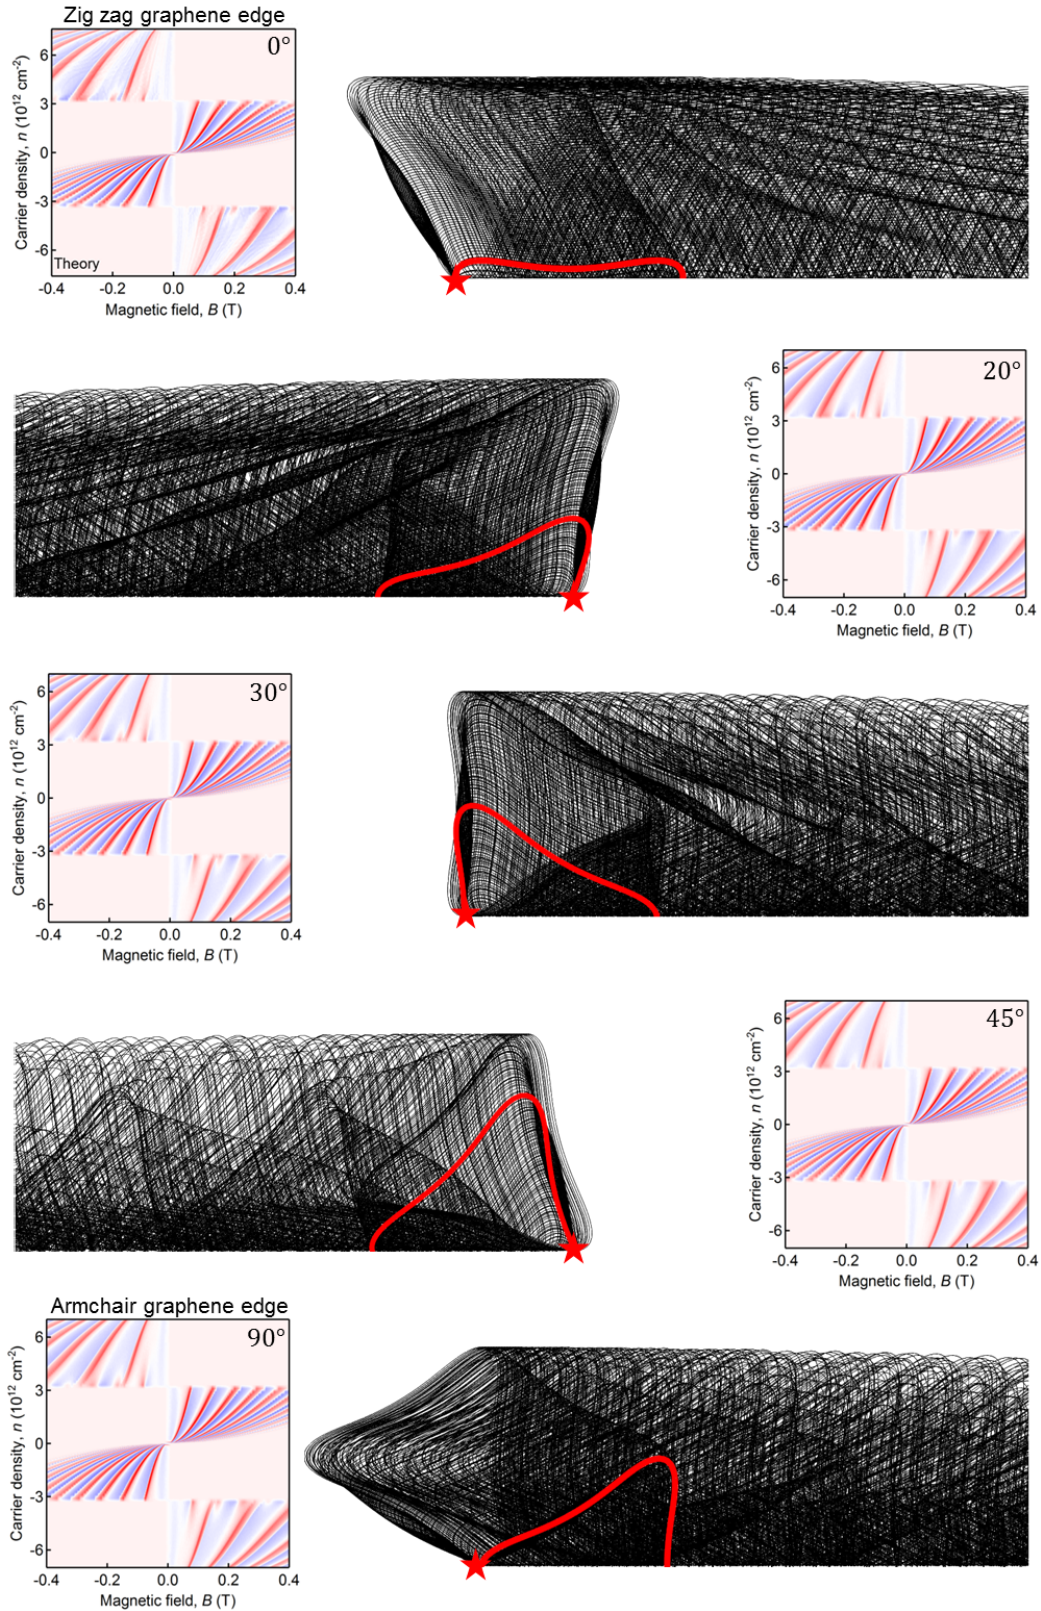 Zig zag graphene edge
0°
Carrier density, n (10¹² cm⁻²)
6
3
0
-3
-6
Theory
-0.4 -0.2 0.0 0.2 0.4
Magnetic field, B (T)
20°
Carrier density, n (10¹² cm⁻²)
6
3
0
-3
-6
-0.4 -0.2 0.0 0.2 0.4
Magnetic field, B (T)
30°
Carrier density, n (10¹² cm⁻²)
6
3
0
-3
-6
-0.4 -0.2 0.0 0.2 0.4
Magnetic field, B (T)
45°
Carrier density, n (10¹² cm⁻²)
6
3
0
-3
-6
-0.4 -0.2 0.0 0.2 0.4
Magnetic field, B (T)
Armchair graphene edge
90°
Carrier density, n (10¹² cm⁻²)
6
3
0
-3
-6
-0.4 -0.2 0.0 0.2 0.4
Magnetic field, B (T)